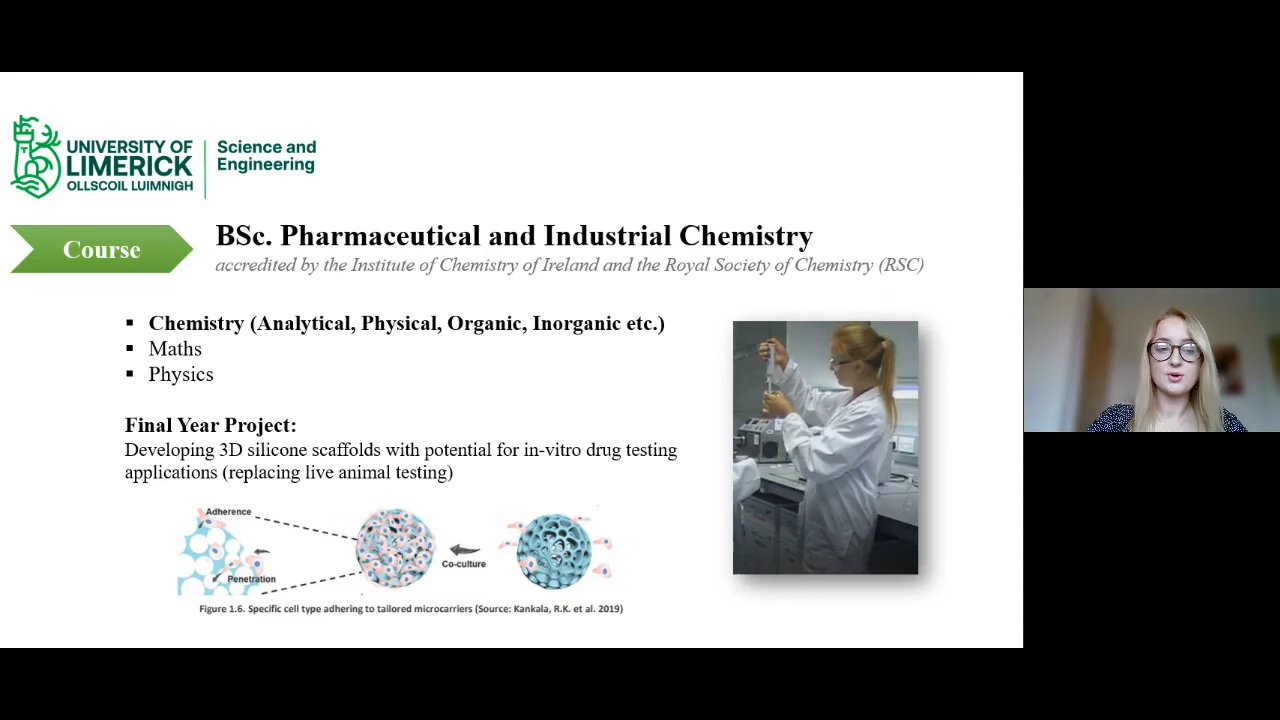 UNIVERSITY OF
LIMERICK
OLLSCOIL LUIMNIGH
Science and
Engineering
Course
BSc. Pharmaceutical and Industrial Chemistry
accredited by the Institute of Chemistry of Ireland and the Royal Society of Chemistry (RSC)
▪ Chemistry (Analytical, Physical, Organic, Inorganic etc.)
▪ Maths
▪ Physics
Final Year Project:
Developing 3D silicone scaffolds with potential for in-vitro drug testing
applications (replacing live animal testing)
Adherence
Penetration
Co-culture
Figure 1.6. Specific cell type adhering to tailored microcarriers (Source: Kankala, R.K. et al. 2019)